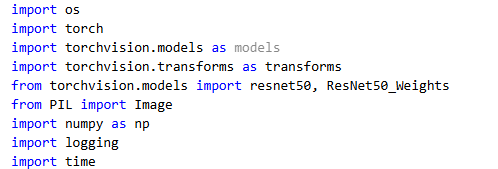 import os
import torch
import torchvision.models as models
import torchvision.transforms as transforms
from torchvision.models import resnet50, ResNet50_Weights
from PIL import Image
import numpy as np
import logging
import time